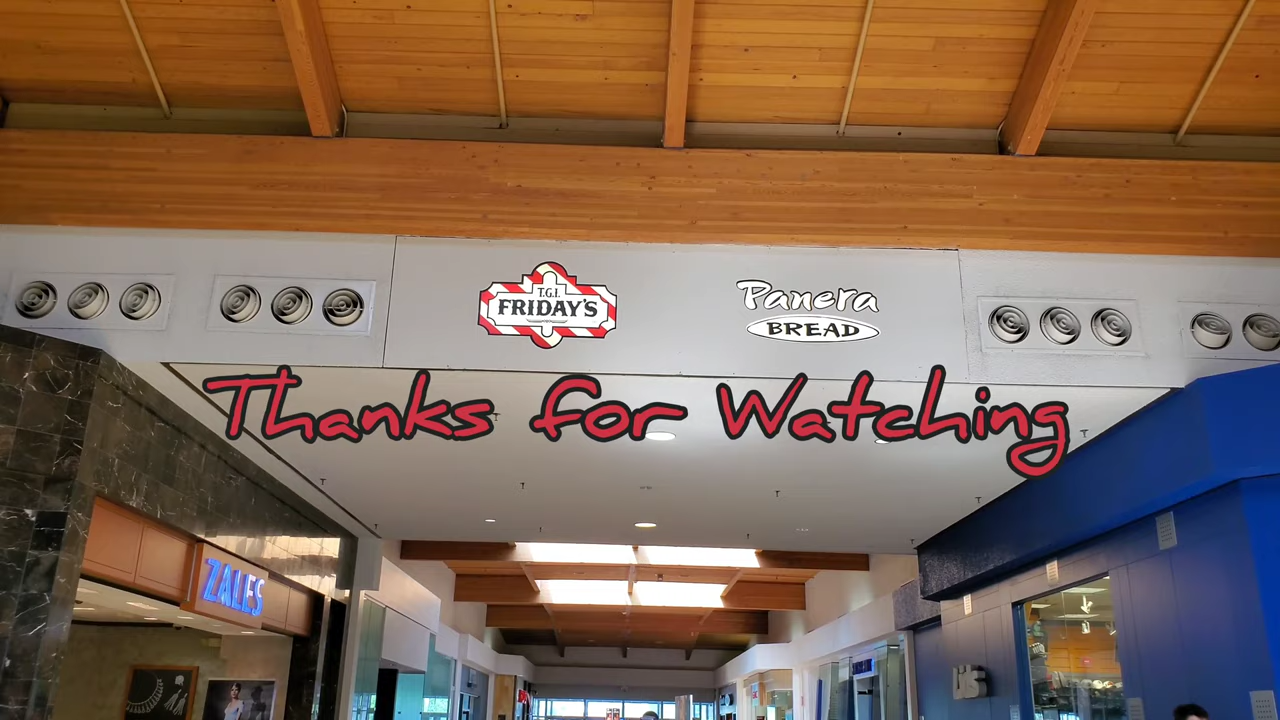 T.G.I.
FRIDAY'S
Panera
BREAD
Thanks for Watching
ZALES